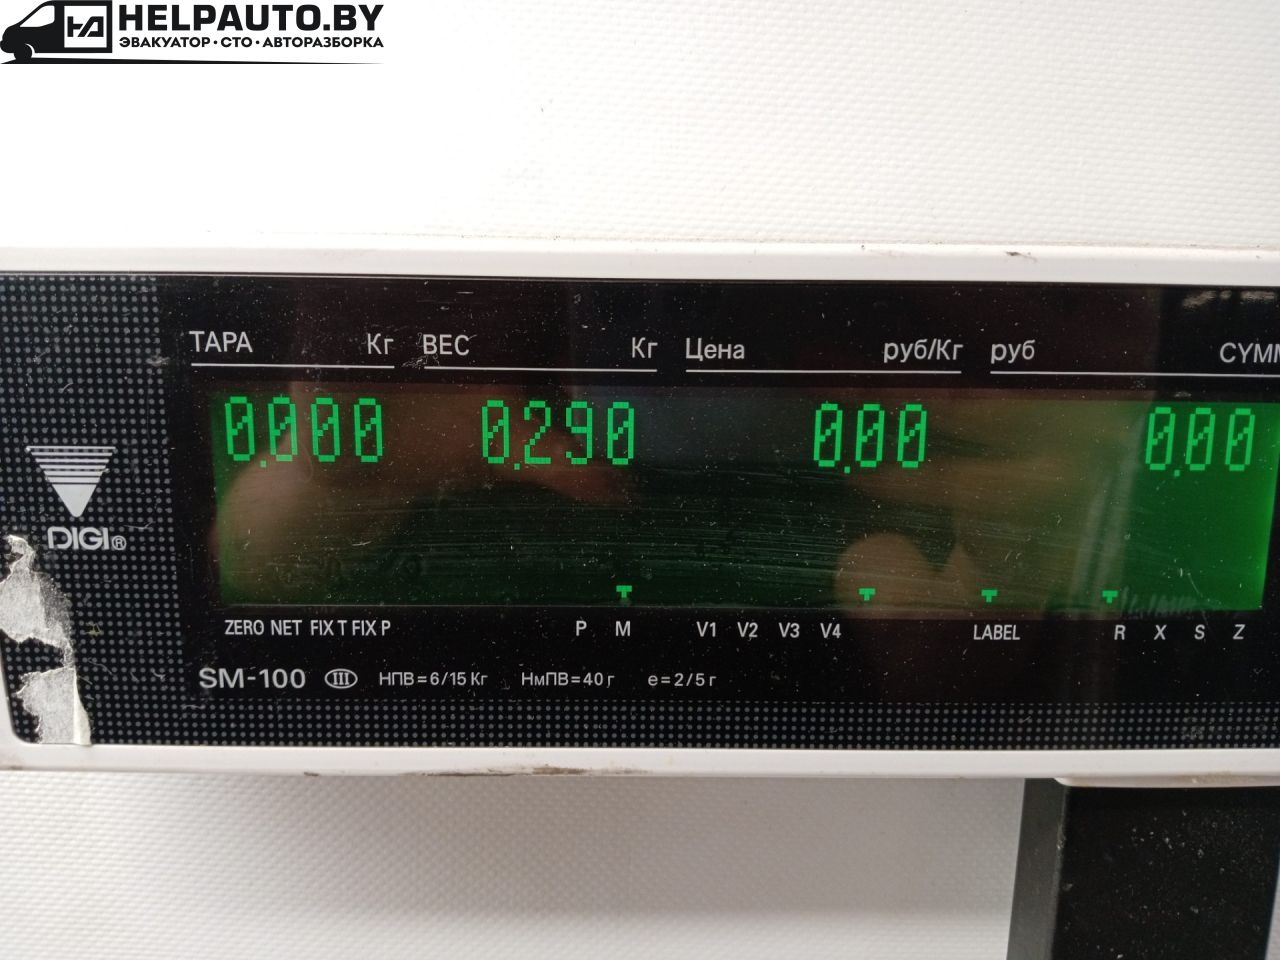 HELPAUTO.BY
ЭВАКУАТОР · СТО · АВТОРАЗБОРКА
ТАРА Кг ВЕС Кг Цена руб/Кг руб СУММ
0.000 0.290 0.00 0.00
DIGI®
ZERO NET FIX T FIX P P M V1 V2 V3 V4 LABEL R X S Z
SM-100 III НПВ=6/15 Кг НмПВ=40 г е=2/5 г